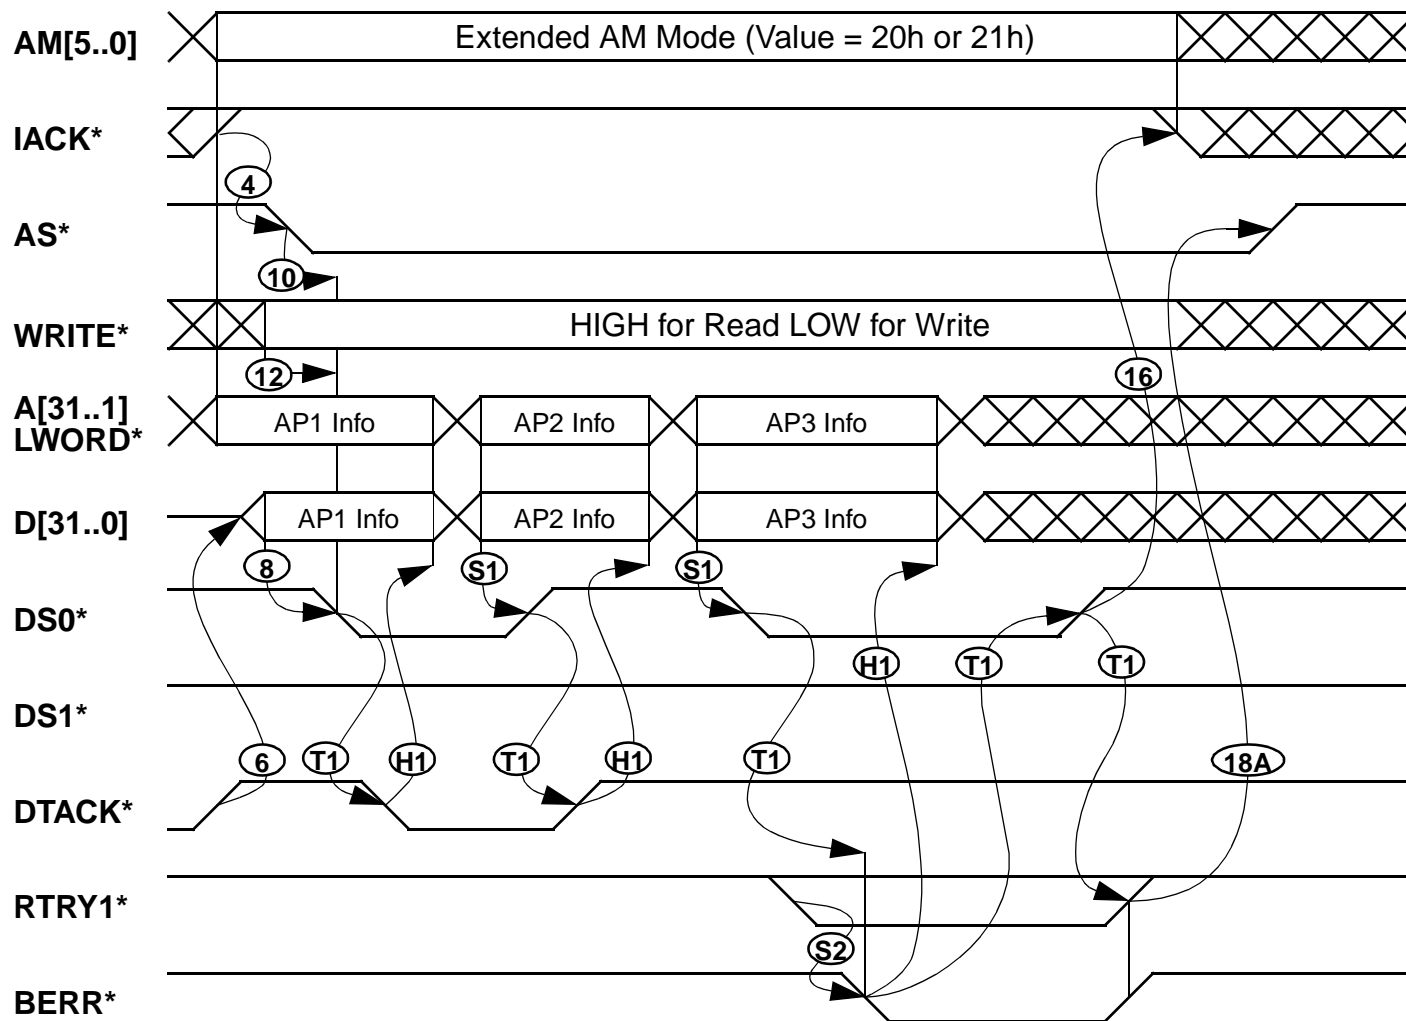 AM[5..0]
Extended AM Mode (Value = 20h or 21h)
IACK*
4
AS*
10
WRITE*
HIGH for Read LOW for Write
12
16
A[31..1]
LWORD*
AP1 Info
AP2 Info
AP3 Info
D[31..0]
AP1 Info
AP2 Info
AP3 Info
8
S1
S1
DS0*
H1
T1
T1
DS1*
6
T1
H1
T1
H1
T1
18A
DTACK*
RTRY1*
S2
BERR*